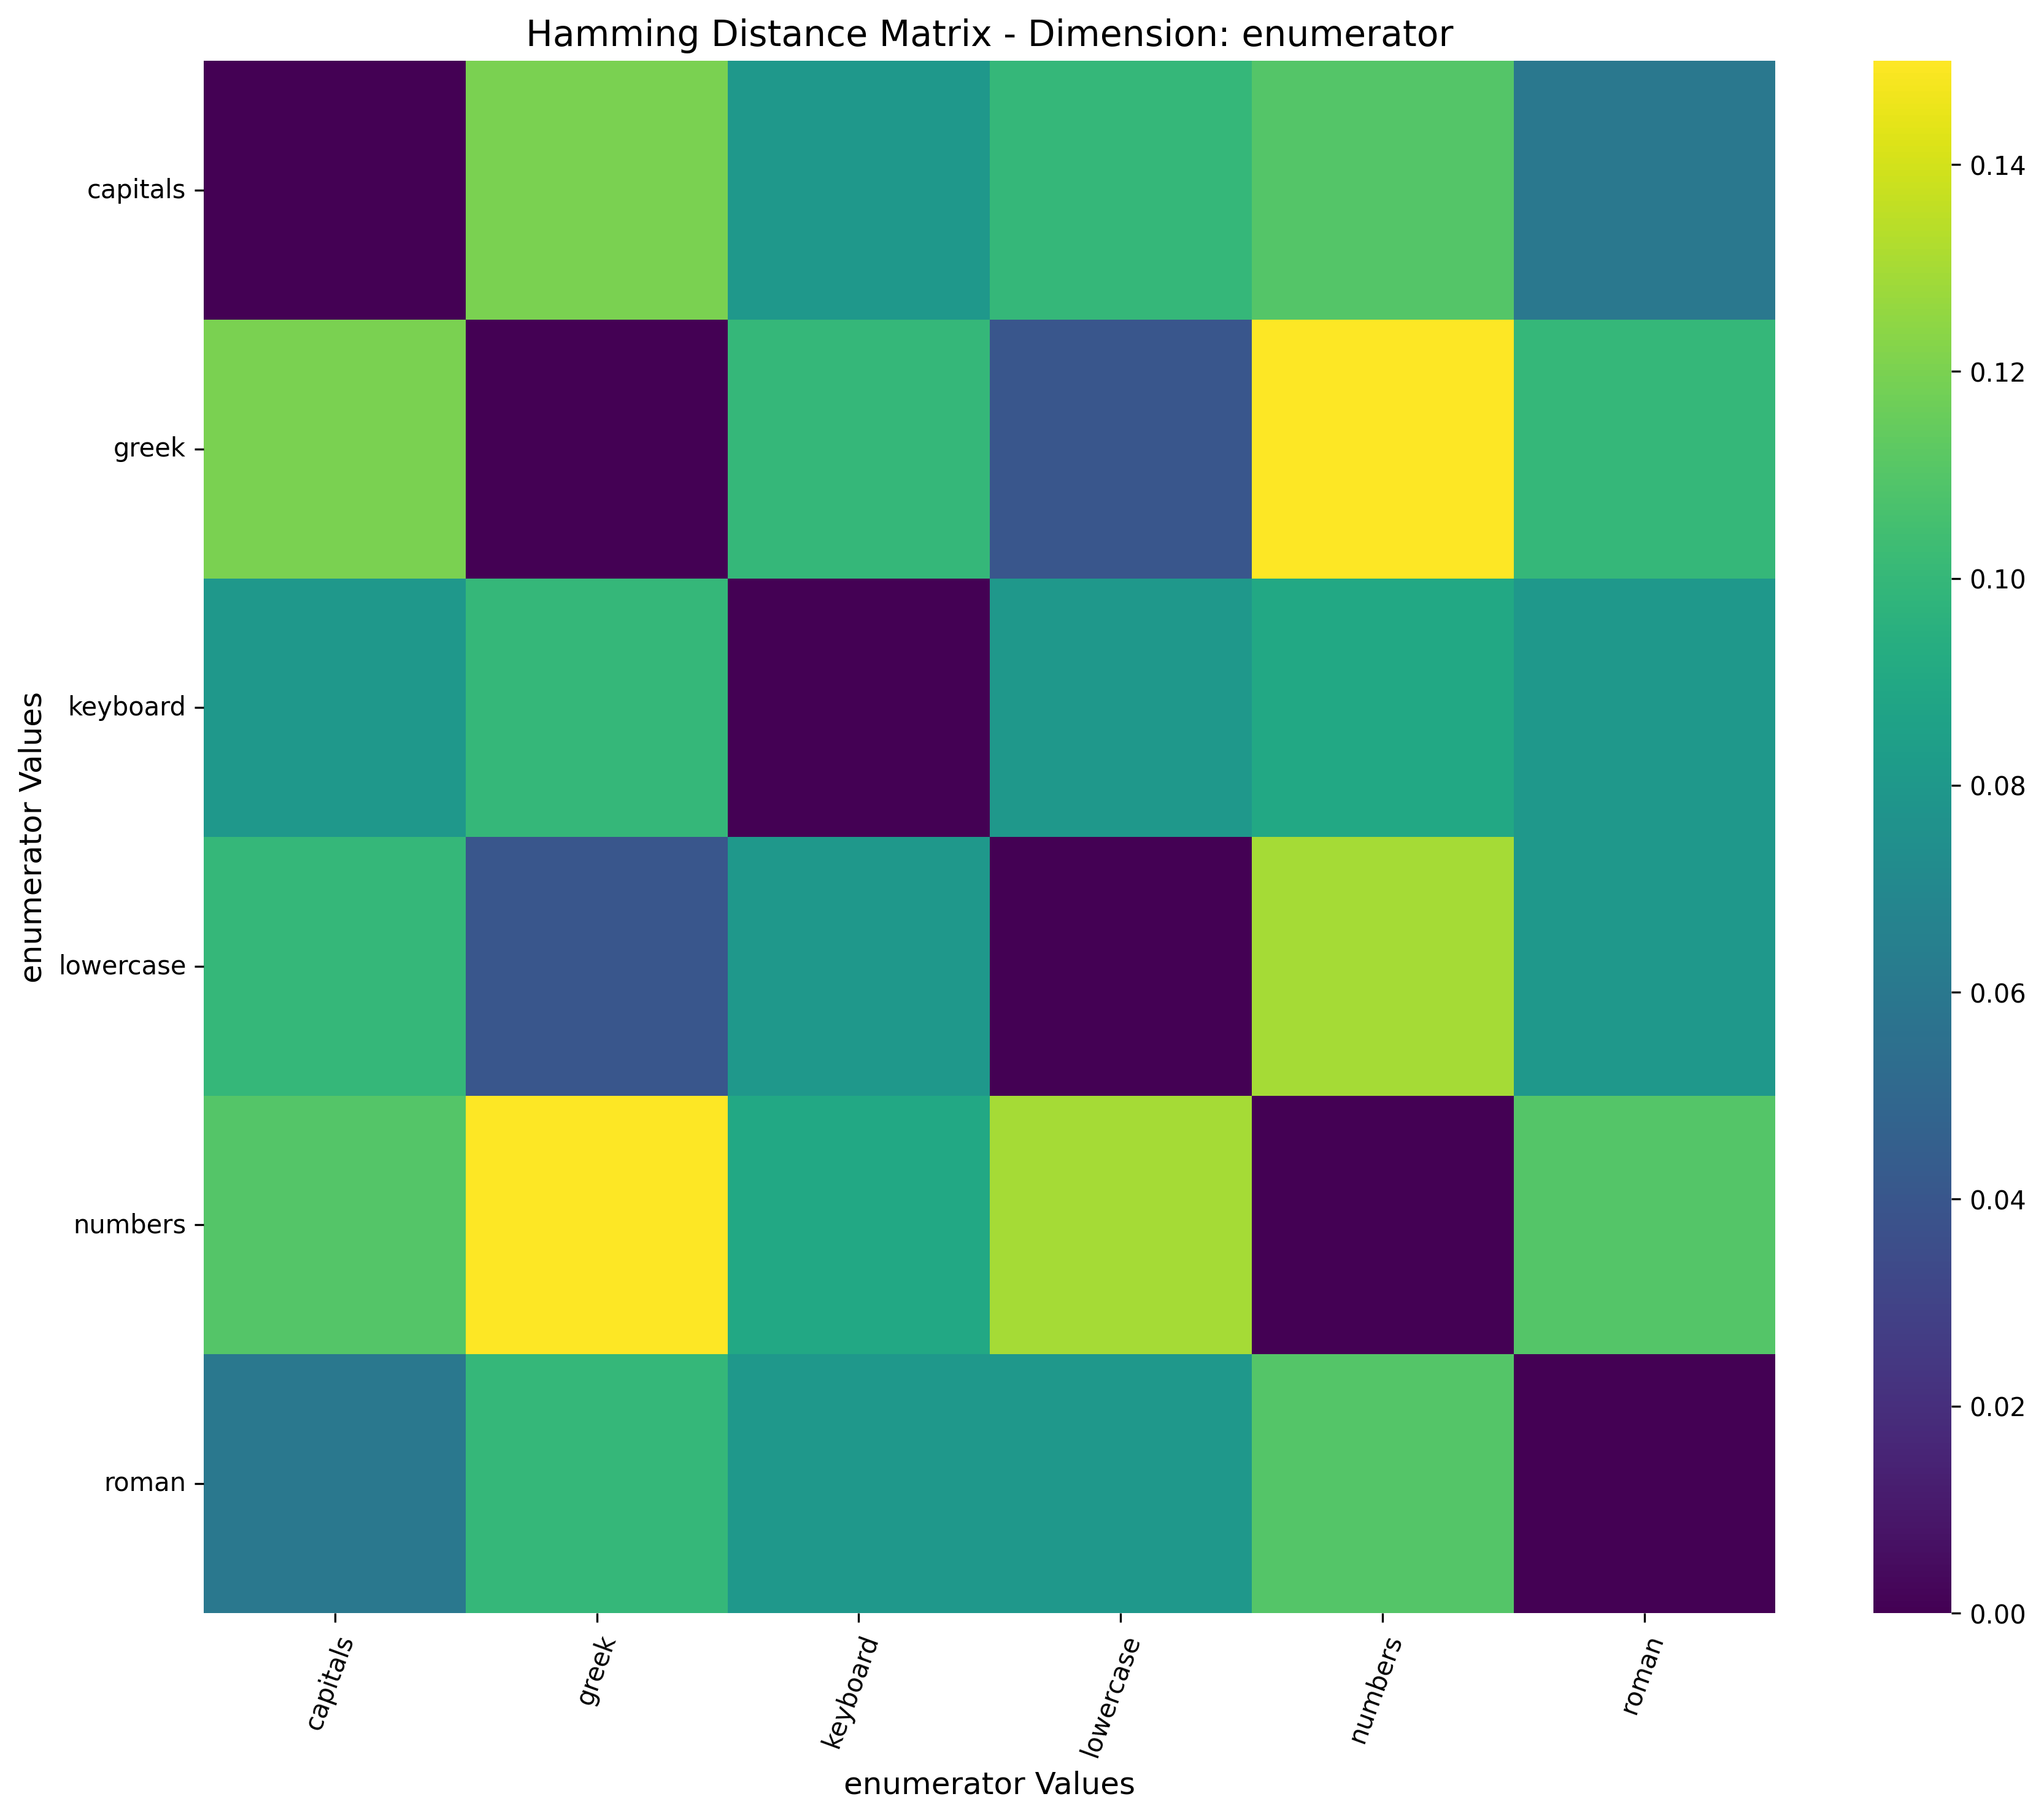 Hamming Distance Matrix - Dimension: enumerator
enumerator Values
capitals
greek
keyboard
lowercase
numbers
roman
capitals
greek
keyboard
lowercase
numbers
roman
enumerator Values
0.14
0.12
0.10
0.08
0.06
0.04
0.02
0.00